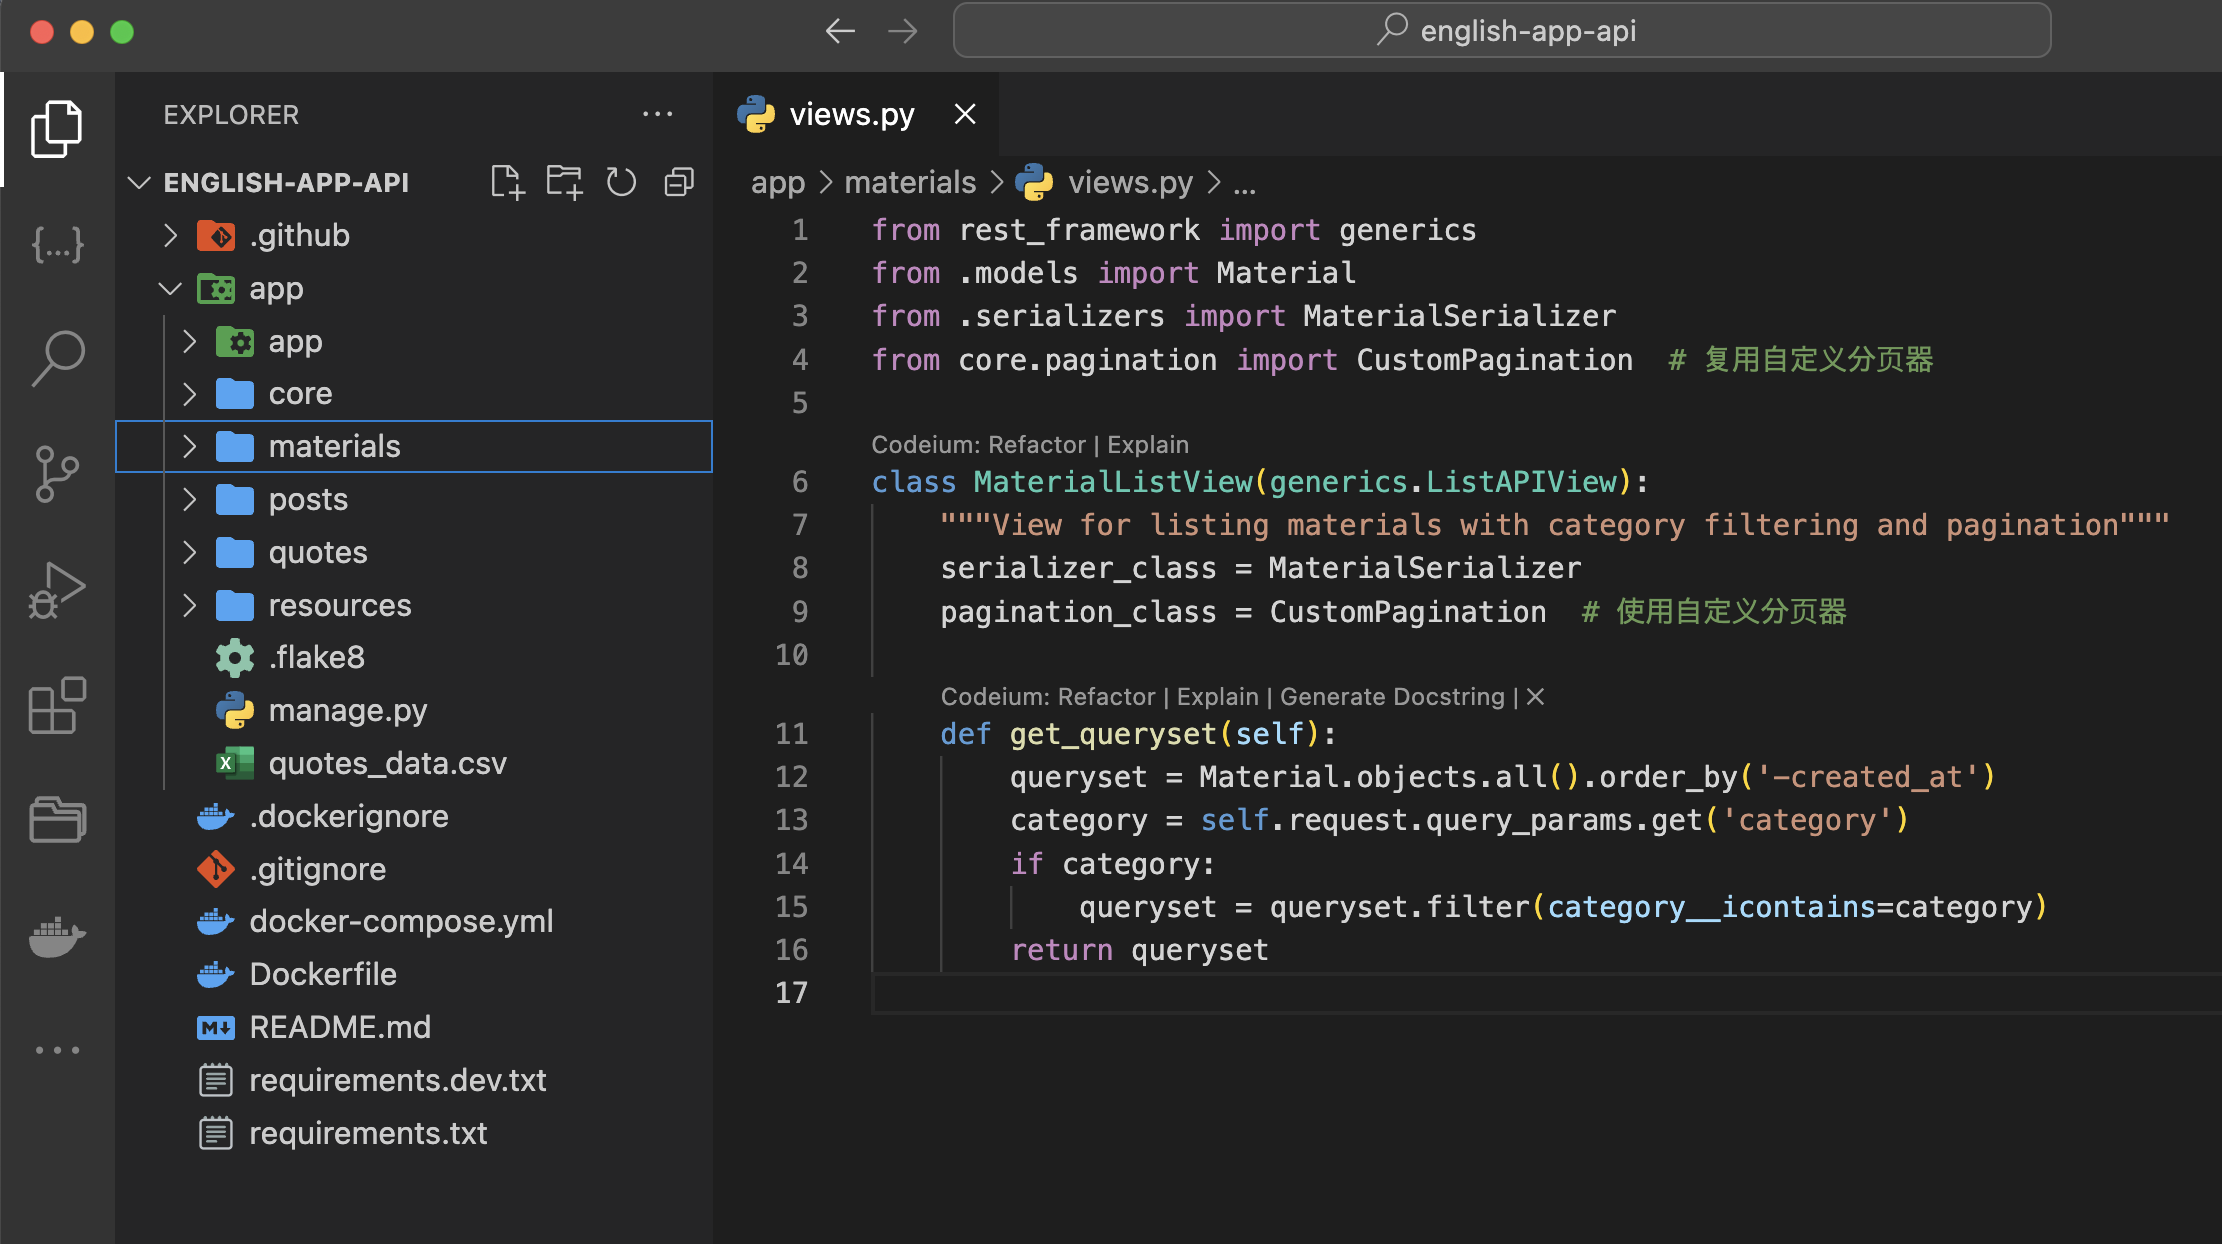 english-app-api
EXPLORER
ENGLISH-APP-API
.github
app
app
core
materials
posts
quotes
resources
.flake8
manage.py
quotes_data.csv
.dockerignore
.gitignore
docker-compose.yml
Dockerfile
README.md
requirements.dev.txt
requirements.txt
views.py
app > materials > views.py > ...
1 from rest_framework import generics
2 from .models import Material
3 from .serializers import MaterialSerializer
4 from core.pagination import CustomPagination  # 复用自定义分页器
5
Codeium: Refactor | Explain
6 class MaterialListView(generics.ListAPIView):
7     """View for listing materials with category filtering and pagination"""
8     serializer_class = MaterialSerializer
9     pagination_class = CustomPagination  # 使用自定义分页器
10
Codeium: Refactor | Explain | Generate Docstring | ×
11     def get_queryset(self):
12         queryset = Material.objects.all().order_by('-created_at')
13         category = self.request.query_params.get('category')
14         if category:
15             queryset = queryset.filter(category__icontains=category)
16         return queryset
17